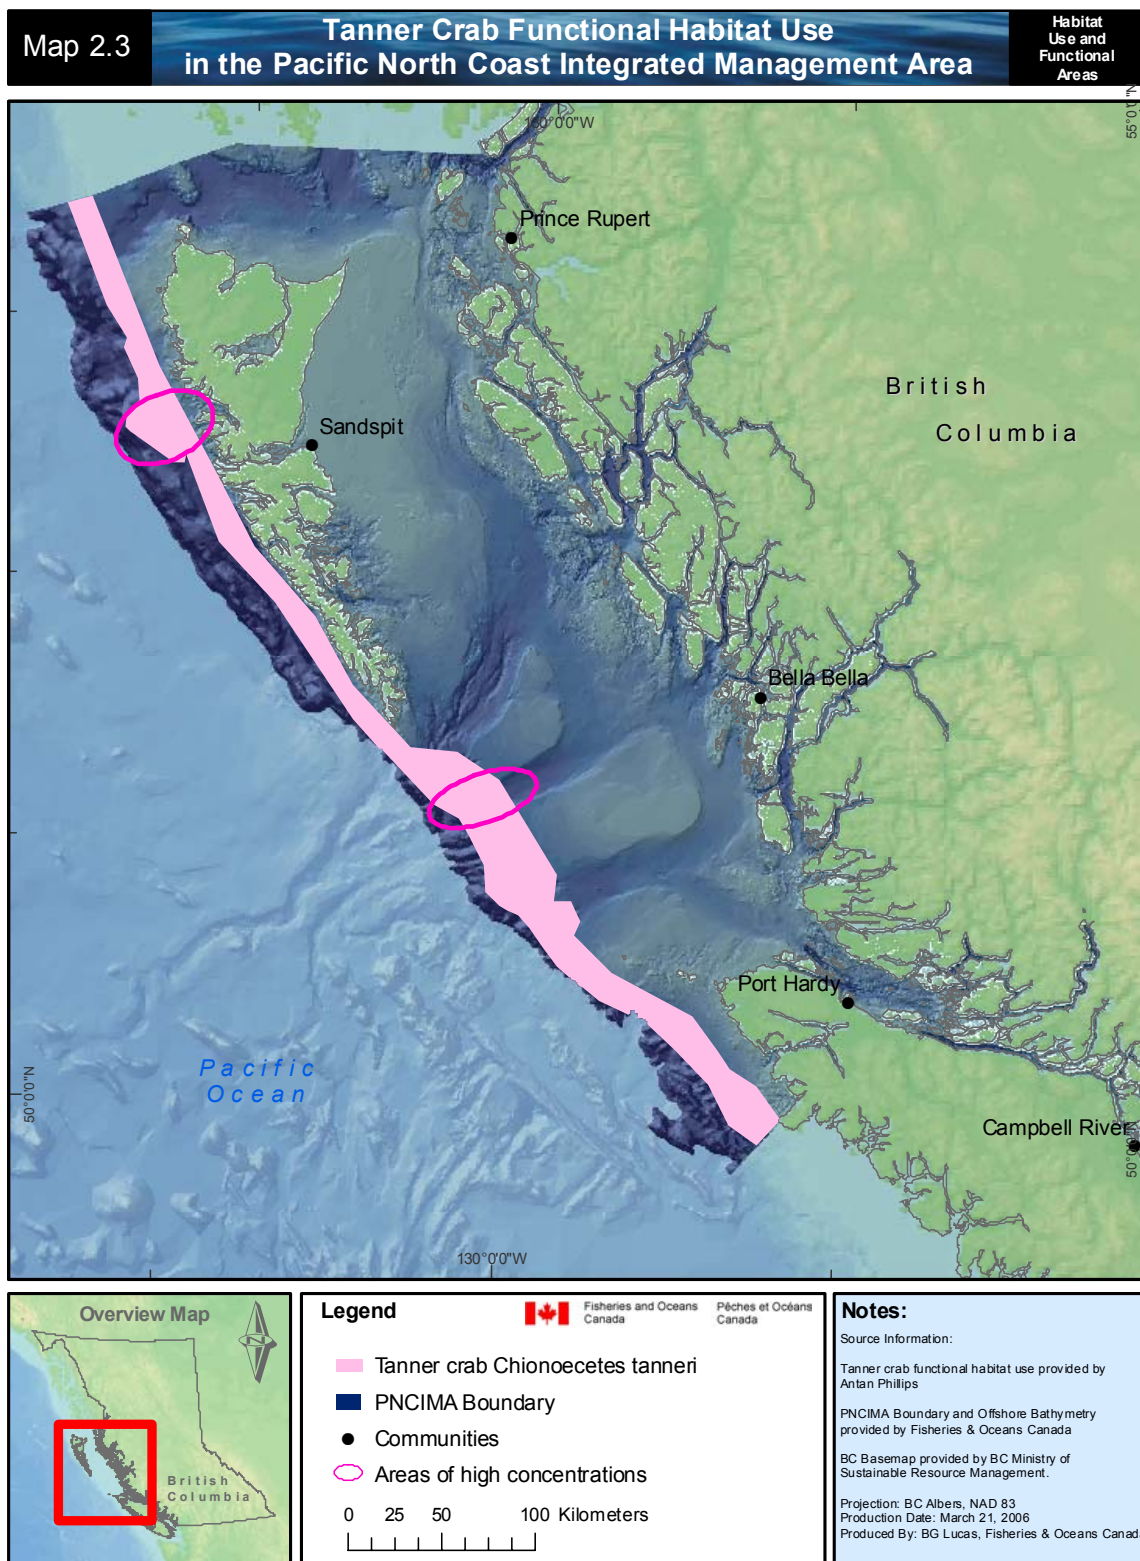 Map 2.3
Tanner Crab Functional Habitat Use
in the Pacific North Coast Integrated Management Area
Habitat
Use and
Functional
Areas
55°0'0"N
130°0'0"W
Prince Rupert
British
Columbia
Sandspit
Bella Bella
Port Hardy
Pacific
Ocean
50°0'0"N
Campbell River
50°0'0"N
130°0'0"W
Overview Map
N
British
Columbia
Legend
Fisheries and Oceans
Canada
Pêches et Océans
Canada
Tanner crab Chionoecetes tanneri
PNCIMA Boundary
Communities
Areas of high concentrations
0 25 50 100 Kilometers
Notes:
Source Information:
Tanner crab functional habitat use provided by
Antan Phillips
PNCIMA Boundary and Offshore Bathymetry
provided by Fisheries & Oceans Canada
BC Basemap provided by BC Ministry of
Sustainable Resource Management.
Projection: BC Albers, NAD 83
Production Date: March 21, 2006
Produced By: BG Lucas, Fisheries & Oceans Canad